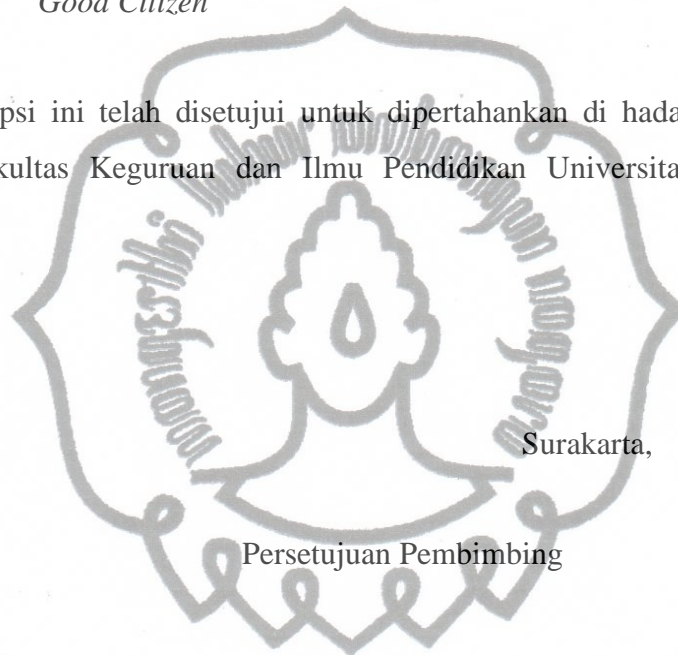 Good Citizen
psi ini telah disetujui untuk dipertahankan di hada
kultas Keguruan dan Ilmu Pendidikan Universita
Surakarta,
Persetujuan Pembimbing